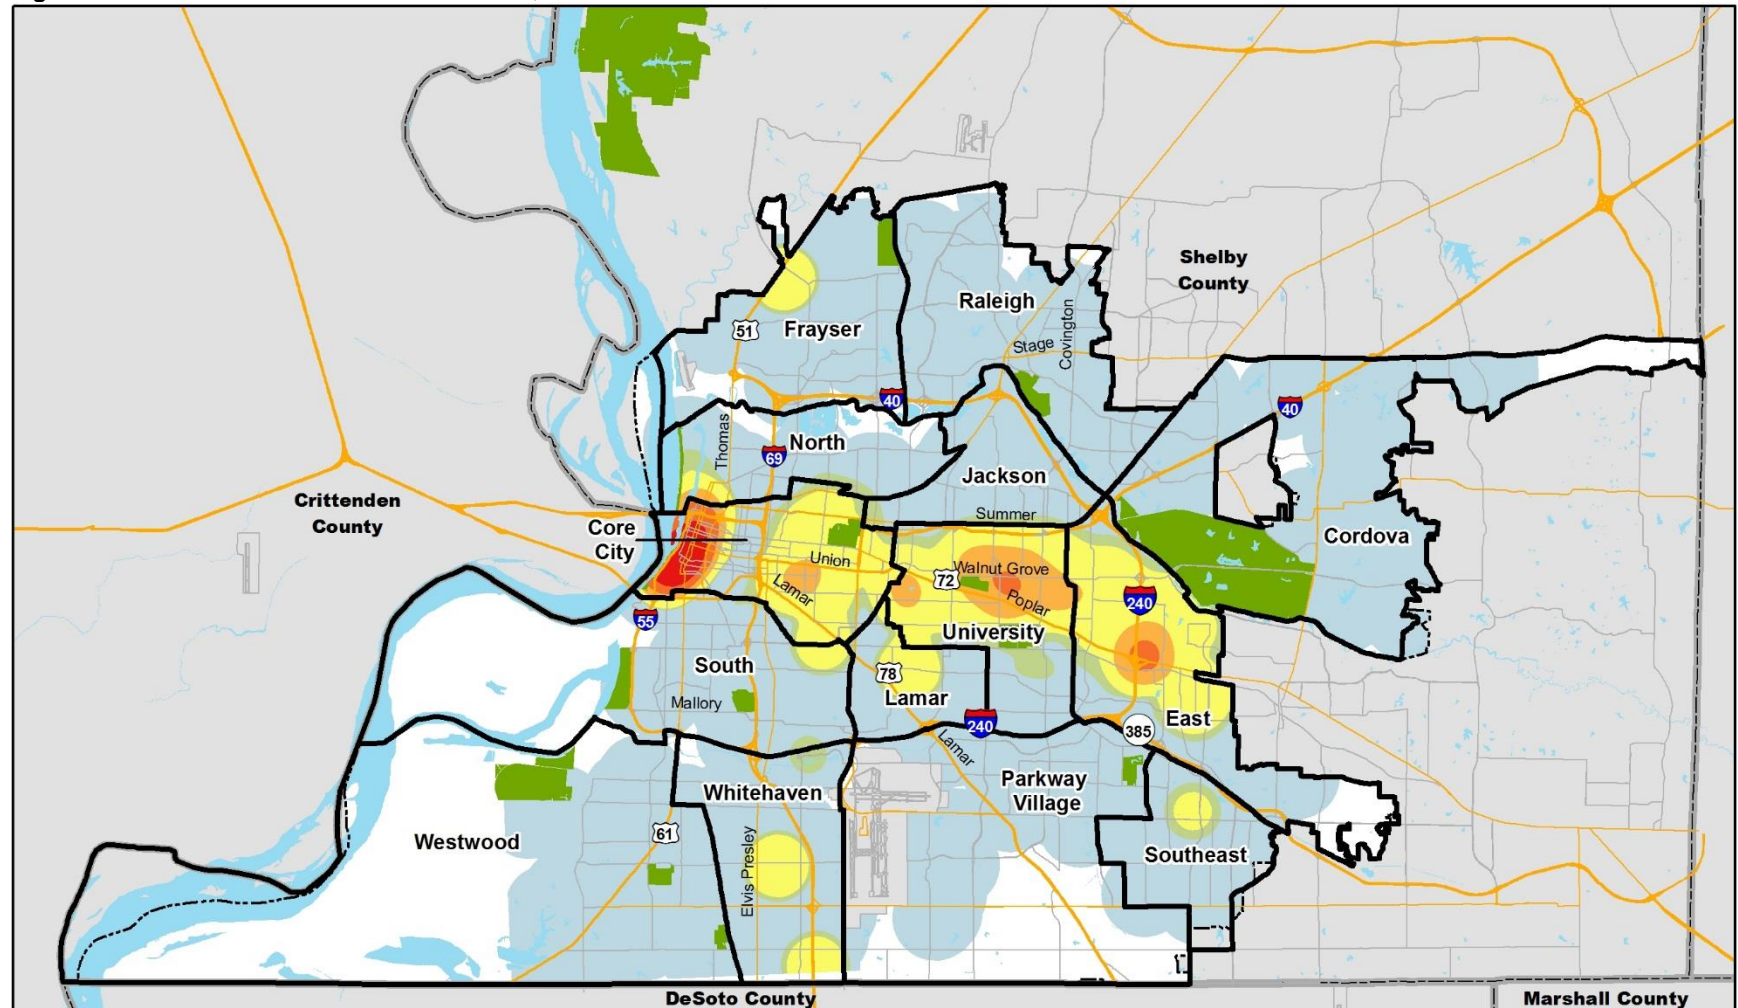 Shelby
County
Raleigh
Frayser
51
Stage
Covington
40
40
Thomas
North
69
Jackson
Crittenden
County
Summer
Core
City
Cordova
Union
Walnut Grove
72
Lamar
Poplar
240
55
University
South
78
Mallory
Lamar
East
240
385
Lamar
Parkway
Village
Whitehaven
61
Westwood
Elvis Presley
Southeast
DeSoto County
Marshall County